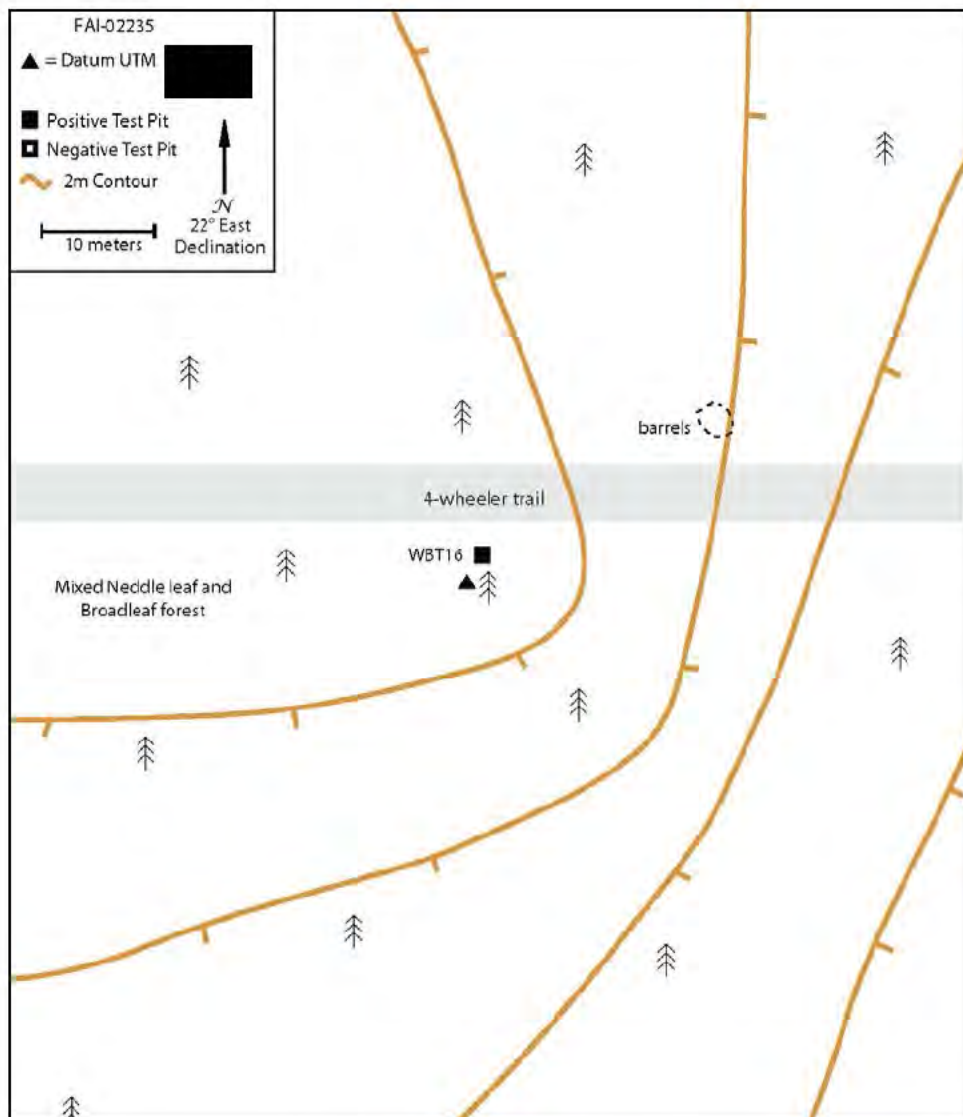 FAI-02235
▲ = Datum UTM
Positive Test Pit
Negative Test Pit
2m Contour
N
22° East
Declination
10 meters
barrels
4-wheeler trail
WBT16
Mixed Neddle leaf and
Broadleaf forest